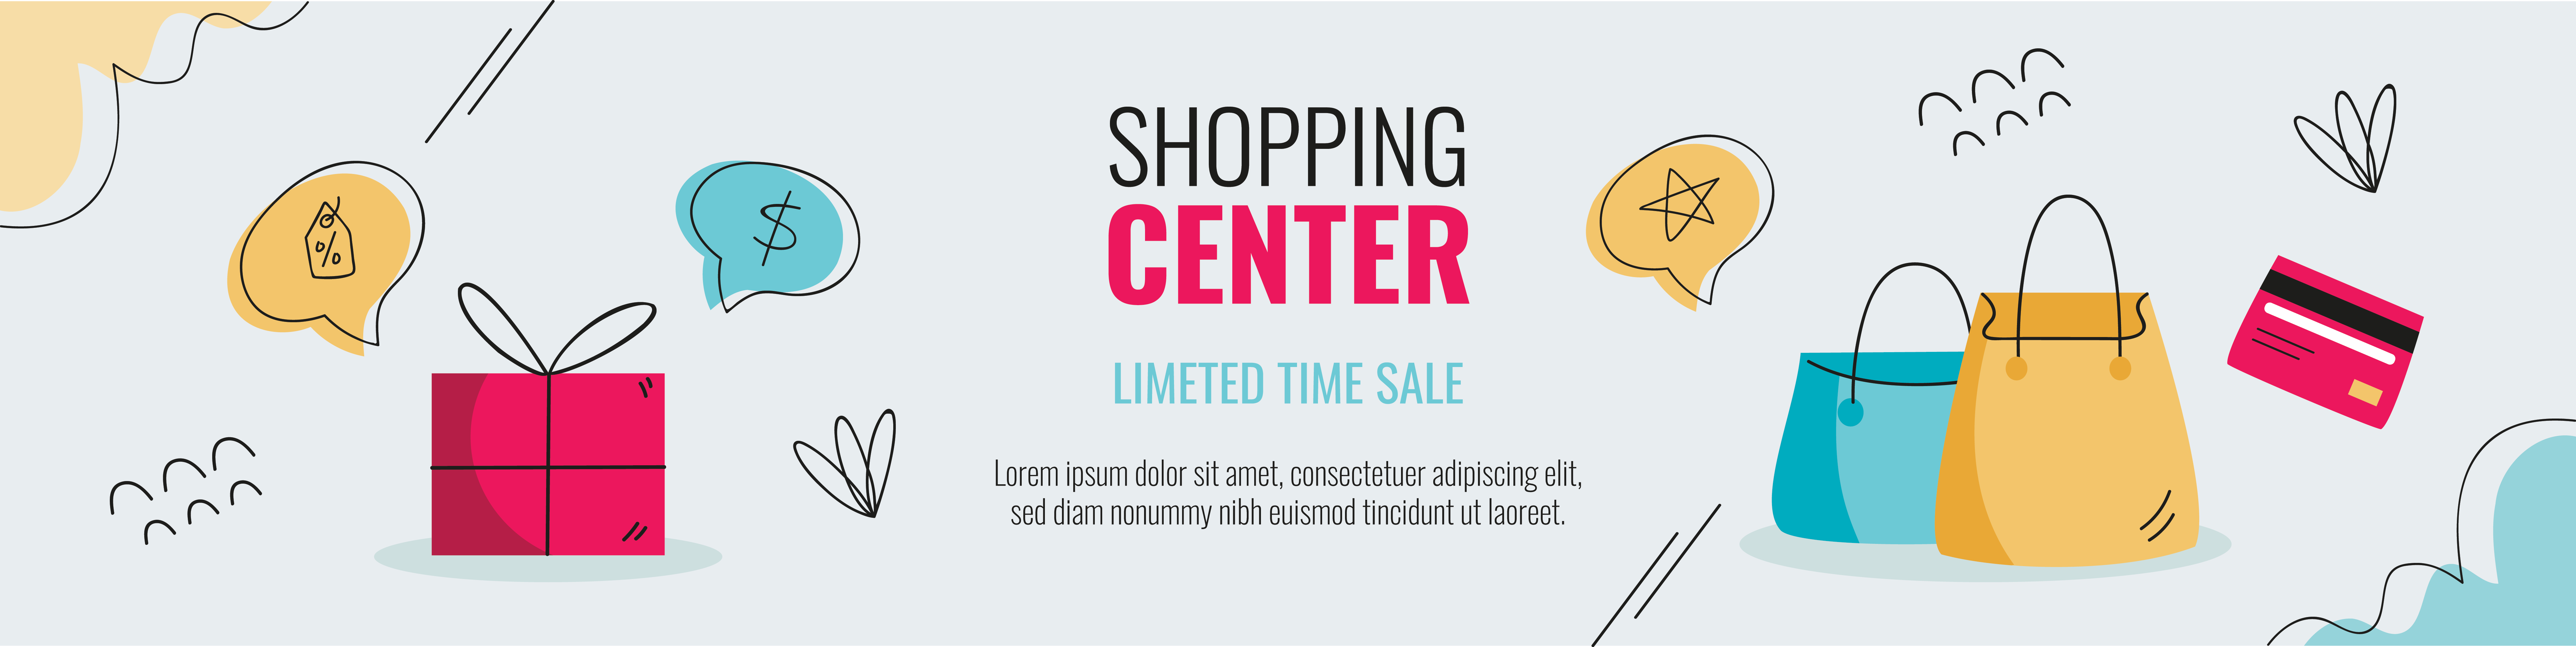 SHOPPING
CENTER
LIMETED TIME SALE
Lorem ipsum dolor sit amet, consectetuer adipiscing elit,
sed diam nonummy nibh euismod tincidunt ut laoreet.
%
$